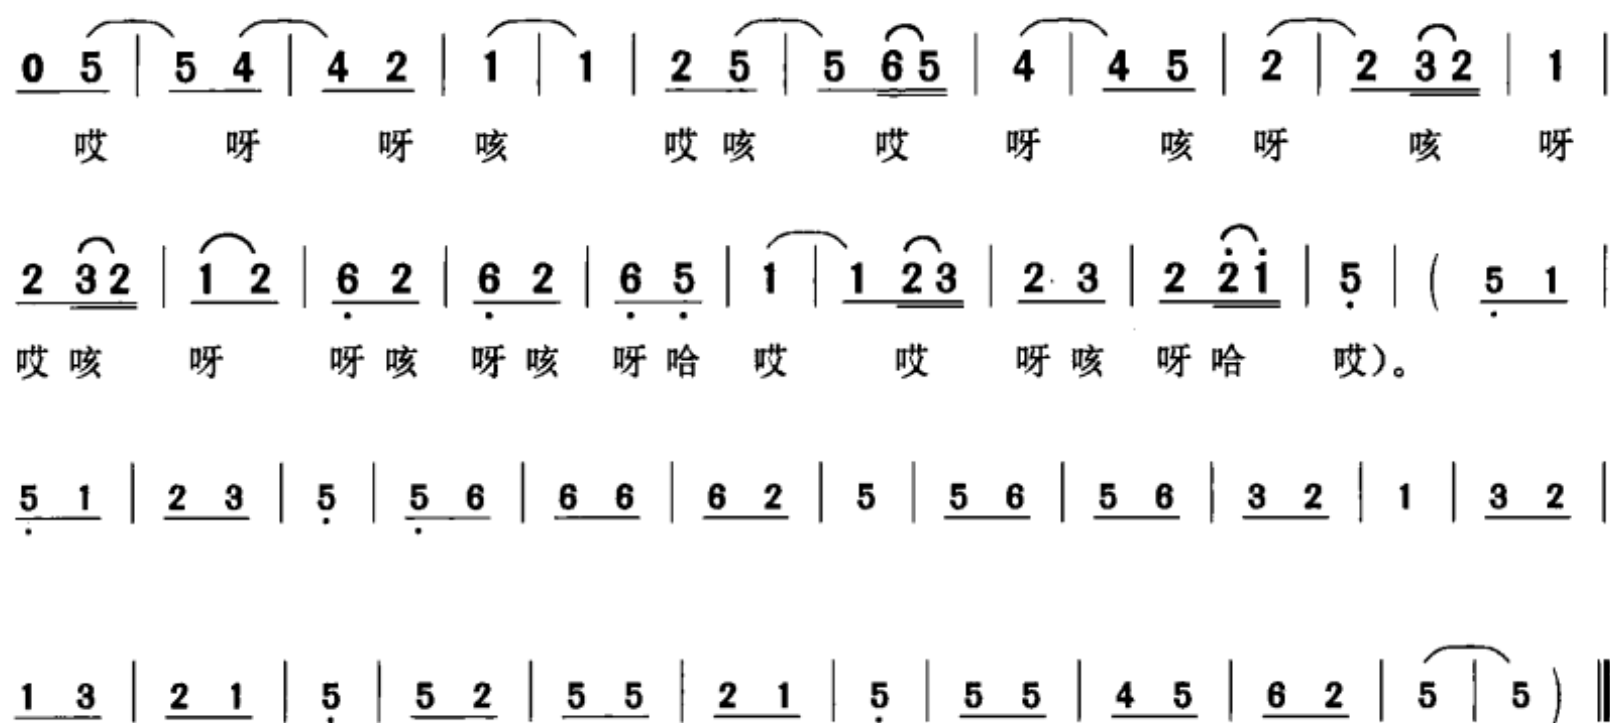 0 5 | 5 4 | 4 2 | 1 | 1 | 2 5 | 5 6 5 | 4 | 4 5 | 2 | 2 3 2 | 1 |
哎 呀 呀 咳 哎 咳 哎 呀 咳 呀 咳 呀
2 3 2 | 1 2 | 6̣ 2 | 6̣ 2 | 6̣ 5̣ | 1 | 1 2 3 | 2 3 | 2 2̇ 1̇ | 5̣ | ( 5̣ 1 |
哎 咳 呀 呀 咳 呀 咳 呀 哈 哎 哎 呀 咳 呀 哈 哎）。
5̣ 1 | 2 3 | 5̣ | 5̣ 6 | 6 6 | 6 2 | 5 | 5 6 | 5 6 | 3 2 | 1 | 3 2 |
1 3 | 2 1 | 5̣ | 5 2 | 5 5 | 2 1 | 5̣ | 5 5 | 4 5 | 6 2 | 5 | 5 ) ‖